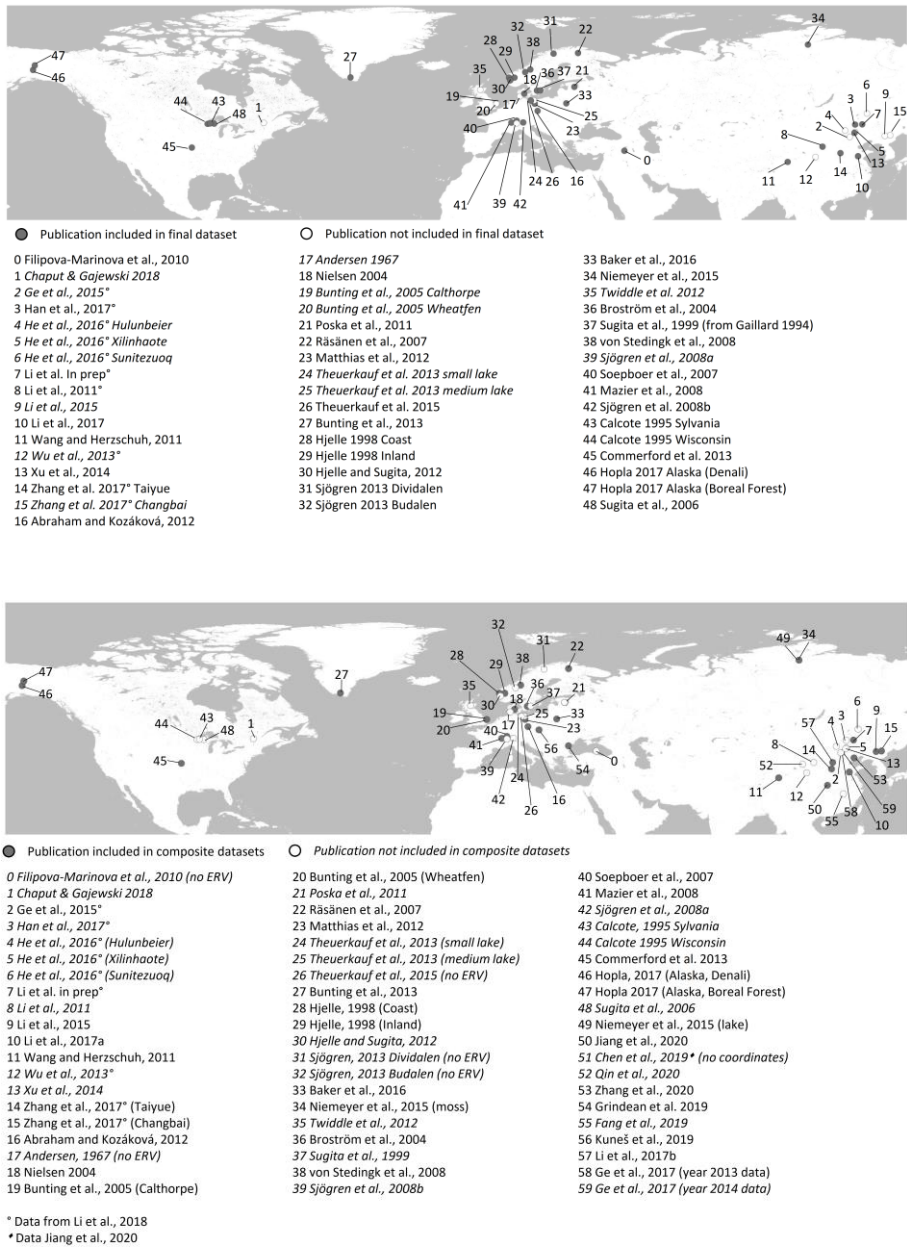 47
46
44
43
48
1
45
27
28
29
32
31
38
22
35
30
18
36
37
21
19
17
20
33
25
23
40
41
39
42
24
26
16
0
34
6
3
7
9
15
2
8
5
13
11
12
14
10
Publication included in final dataset
Publication not included in final dataset
0 Filipova-Marinova et al., 2010
1 Chaput & Gajewski 2018
2 Ge et al., 2015°
3 Han et al., 2017°
4 He et al., 2016° Hulunbeier
5 He et al., 2016° Xilinhaote
6 He et al., 2016° Sunitezuoq
7 Li et al. In prep°
8 Li et al., 2011°
9 Li et al., 2015
10 Li et al., 2017
11 Wang and Herzschuh, 2011
12 Wu et al., 2013°
13 Xu et al., 2014
14 Zhang et al. 2017° Taiyue
15 Zhang et al. 2017° Changbai
16 Abraham and Kozáková, 2012
17 Andersen 1967
18 Nielsen 2004
19 Bunting et al., 2005 Calthorpe
20 Bunting et al., 2005 Wheatfen
21 Poska et al., 2011
22 Räsänen et al., 2007
23 Matthias et al., 2012
24 Theuerkauf et al. 2013 small lake
25 Theuerkauf et al. 2013 medium lake
26 Theuerkauf et al. 2015
27 Bunting et al., 2013
28 Hjelle 1998 Coast
29 Hjelle 1998 Inland
30 Hjelle and Sugita, 2012
31 Sjögren 2013 Dividalen
32 Sjögren 2013 Budalen
33 Baker et al., 2016
34 Niemeyer et al., 2015
35 Twiddle et al. 2012
36 Broström et al., 2004
37 Sugita et al., 1999 (from Gaillard 1994)
38 von Stedingk et al., 2008
39 Sjögren et al., 2008a
40 Soepboer et al., 2007
41 Mazier et al., 2008
42 Sjögren et al. 2008b
43 Calcote 1995 Sylvania
44 Calcote 1995 Wisconsin
45 Commerford et al. 2013
46 Hopla 2017 Alaska (Denali)
47 Hopla 2017 Alaska (Boreal Forest)
48 Sugita et al., 2006
47
46
44
43
48
1
45
27
32
28
29
38
31
22
35
30
18
36
37
21
19
20
17
25
33
40
23
41
56
54
0
39
42
24
26
16
49
34
57
4
3
6
7
9
15
8
14
5
13
52
53
11
12
2
50
59
55
58
10
Publication included in composite datasets
Publication not included in composite datasets
0 Filipova-Marinova et al., 2010 (no ERV)
1 Chaput & Gajewski 2018
2 Ge et al., 2015°
3 Han et al., 2017°
4 He et al., 2016° (Hulunbeier)
5 He et al., 2016° (Xilinhaote)
6 He et al., 2016° (Sunitezuoq)
7 Li et al. in prep°
8 Li et al., 2011
9 Li et al., 2015
10 Li et al., 2017a
11 Wang and Herzschuh, 2011
12 Wu et al., 2013°
13 Xu et al., 2014
14 Zhang et al., 2017° (Taiyue)
15 Zhang et al., 2017° (Changbai)
16 Abraham and Kozáková, 2012
17 Andersen, 1967 (no ERV)
18 Nielsen 2004
19 Bunting et al., 2005 (Calthorpe)
20 Bunting et al., 2005 (Wheatfen)
21 Poska et al., 2011
22 Räsänen et al., 2007
23 Matthias et al., 2012
24 Theuerkauf et al., 2013 (small lake)
25 Theuerkauf et al., 2013 (medium lake)
26 Theuerkauf et al., 2015 (no ERV)
27 Bunting et al., 2013
28 Hjelle, 1998 (Coast)
29 Hjelle, 1998 (Inland)
30 Hjelle and Sugita, 2012
31 Sjögren, 2013 Dividalen (no ERV)
32 Sjögren, 2013 Budalen (no ERV)
33 Baker et al., 2016
34 Niemeyer et al., 2015 (moss)
35 Twiddle et al., 2012
36 Broström et al., 2004
37 Sugita et al., 1999
38 von Stedingk et al., 2008
39 Sjögren et al., 2008b
40 Soepboer et al., 2007
41 Mazier et al., 2008
42 Sjögren et al., 2008a
43 Calcote, 1995 Sylvania
44 Calcote 1995 Wisconsin
45 Commerford et al. 2013
46 Hopla, 2017 (Alaska, Denali)
47 Hopla 2017 (Alaska, Boreal Forest)
48 Sugita et al., 2006
49 Niemeyer et al., 2015 (lake)
50 Jiang et al., 2020
51 Chen et al., 2019♦ (no coordinates)
52 Qin et al., 2020
53 Zhang et al., 2020
54 Grindean et al. 2019
55 Fang et al., 2019
56 Kuneš et al., 2019
57 Li et al., 2017b
58 Ge et al., 2017 (year 2013 data)
59 Ge et al., 2017 (year 2014 data)
° Data from Li et al., 2018
♦ Data Jiang et al., 2020